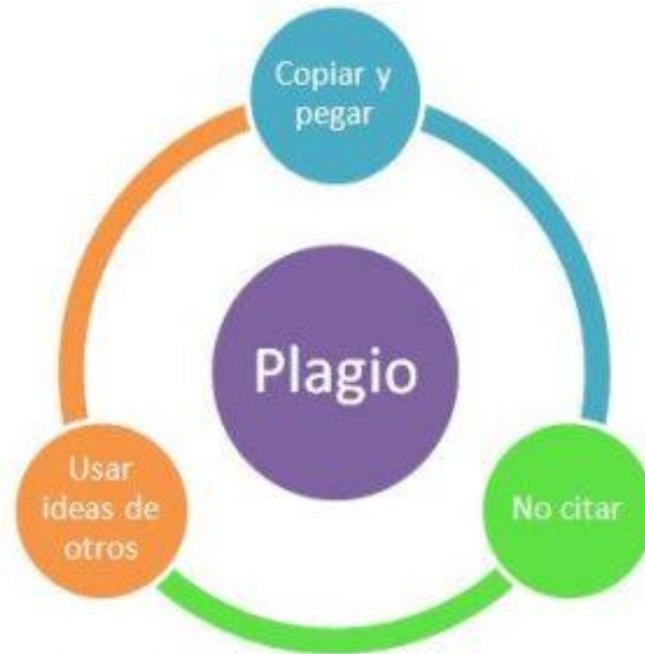 Copiar y
pegar
Plagio
Usar
ideas de
otros
No citar